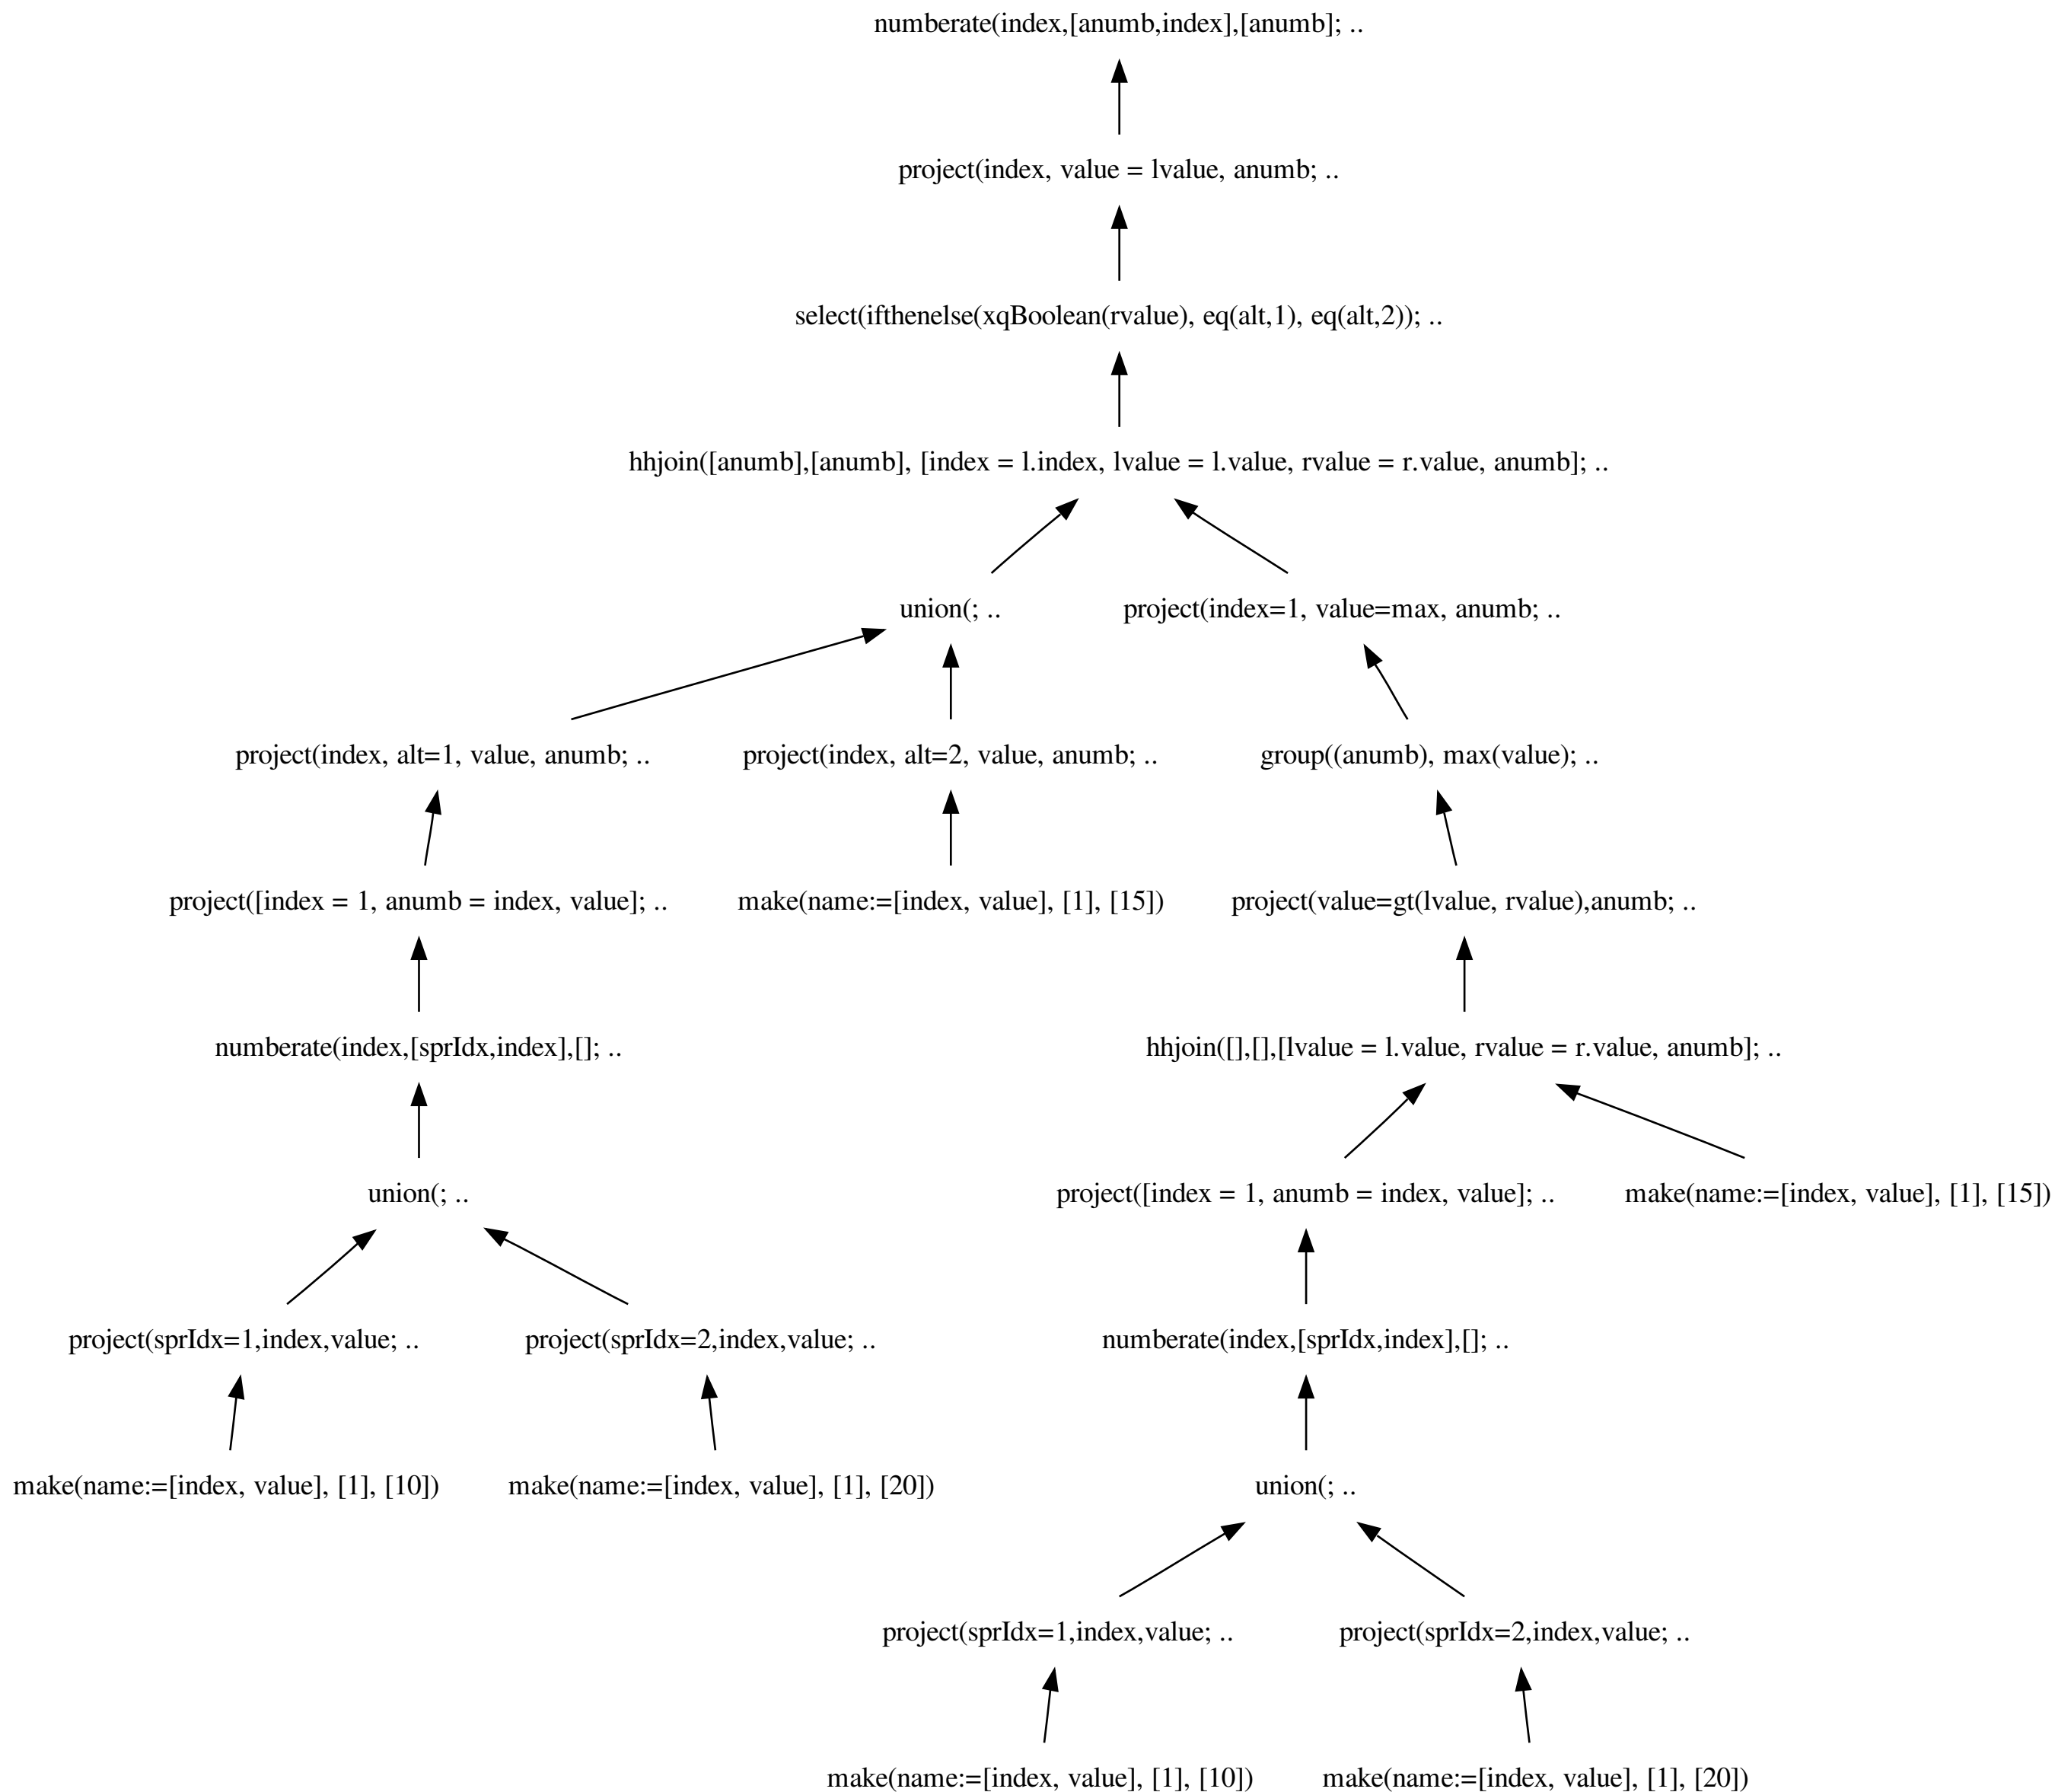 numberate(index,[anumb,index],[anumb]; ..
project(index, value = lvalue, anumb; ..
select(ifthenelse(xqBoolean(rvalue), eq(alt,1), eq(alt,2)); ..
hhjoin([anumb],[anumb], [index = l.index, lvalue = l.value, rvalue = r.value, anumb]; ..
union(; ..
project(index=1, value=max, anumb; ..
project(index, alt=1, value, anumb; ..
project(index, alt=2, value, anumb; ..
group((anumb), max(value); ..
project([index = 1, anumb = index, value]; ..
make(name:=[index, value], [1], [15])
project(value=gt(lvalue, rvalue),anumb; ..
numberate(index,[sprIdx,index],[]; ..
hhjoin([],[],[lvalue = l.value, rvalue = r.value, anumb]; ..
union(; ..
project([index = 1, anumb = index, value]; ..
make(name:=[index, value], [1], [15])
project(sprIdx=1,index,value; ..
project(sprIdx=2,index,value; ..
numberate(index,[sprIdx,index],[]; ..
make(name:=[index, value], [1], [10])
make(name:=[index, value], [1], [20])
union(; ..
project(sprIdx=1,index,value; ..
project(sprIdx=2,index,value; ..
make(name:=[index, value], [1], [10])
make(name:=[index, value], [1], [20])